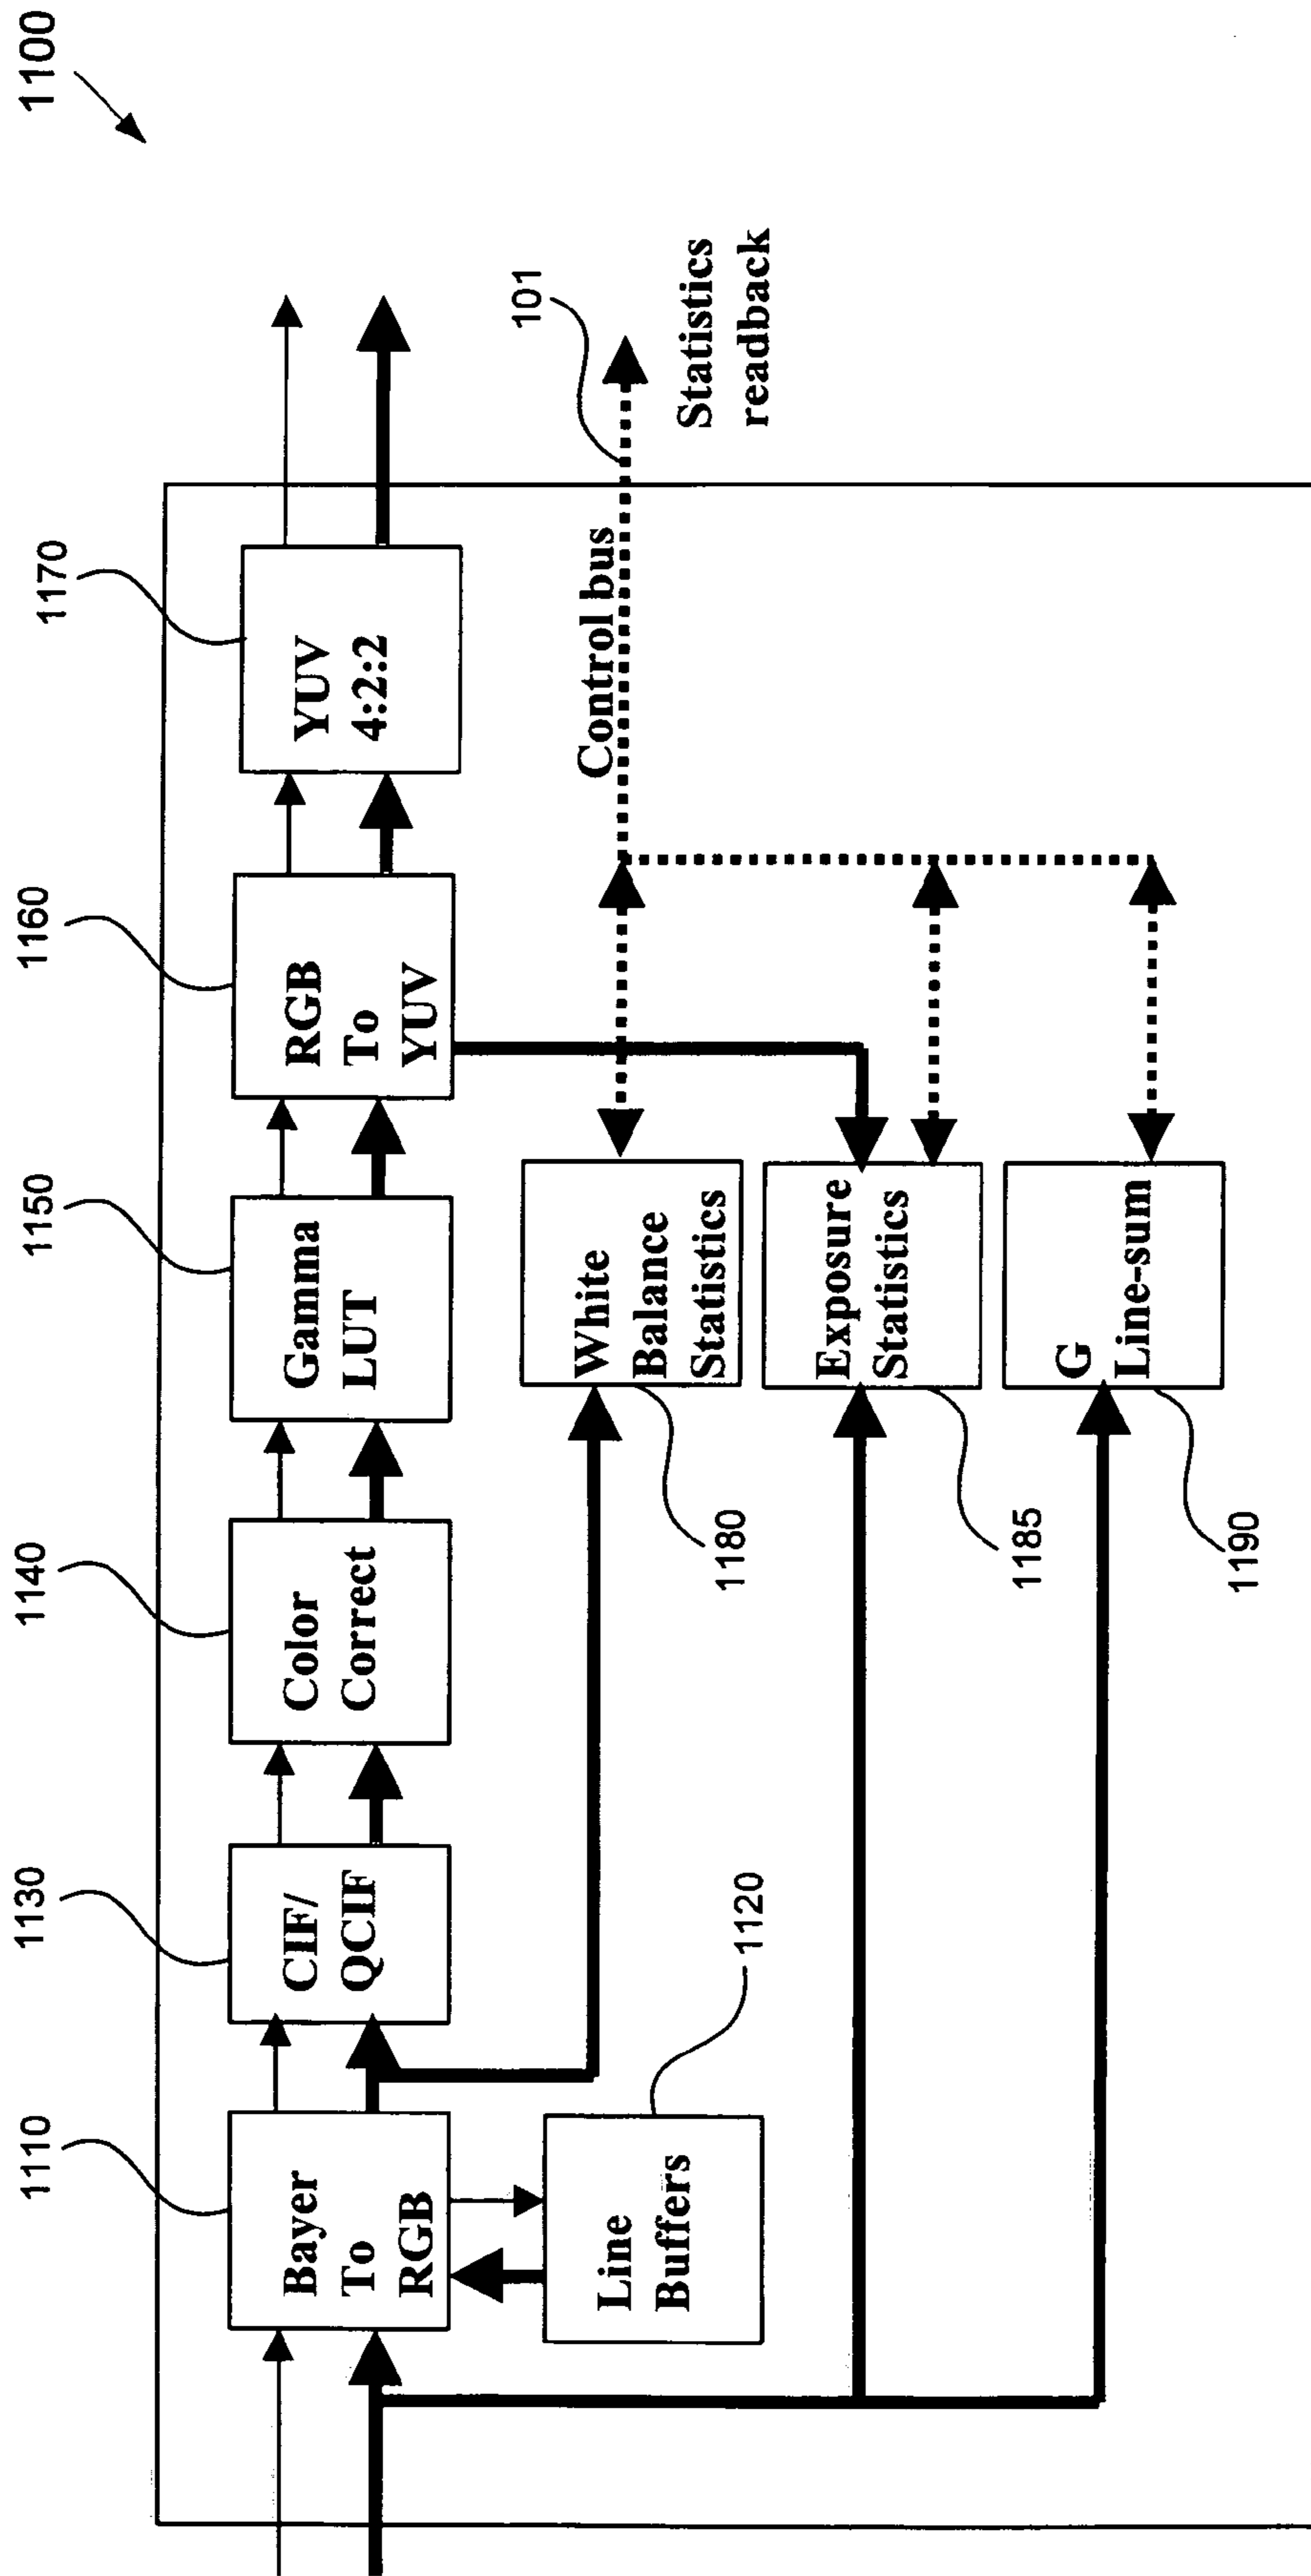 1100
1110
1130
1140
1150
1160
1170
Bayer
To
RGB
CIF/
QCIF
Color
Correct
Gamma
LUT
RGB
To
YUV
YUV
4:2:2
101
Control bus
Statistics
readback
Line
Buffers
1120
White
Balance
Statistics
1180
Exposure
Statistics
1185
G
Line-sum
1190